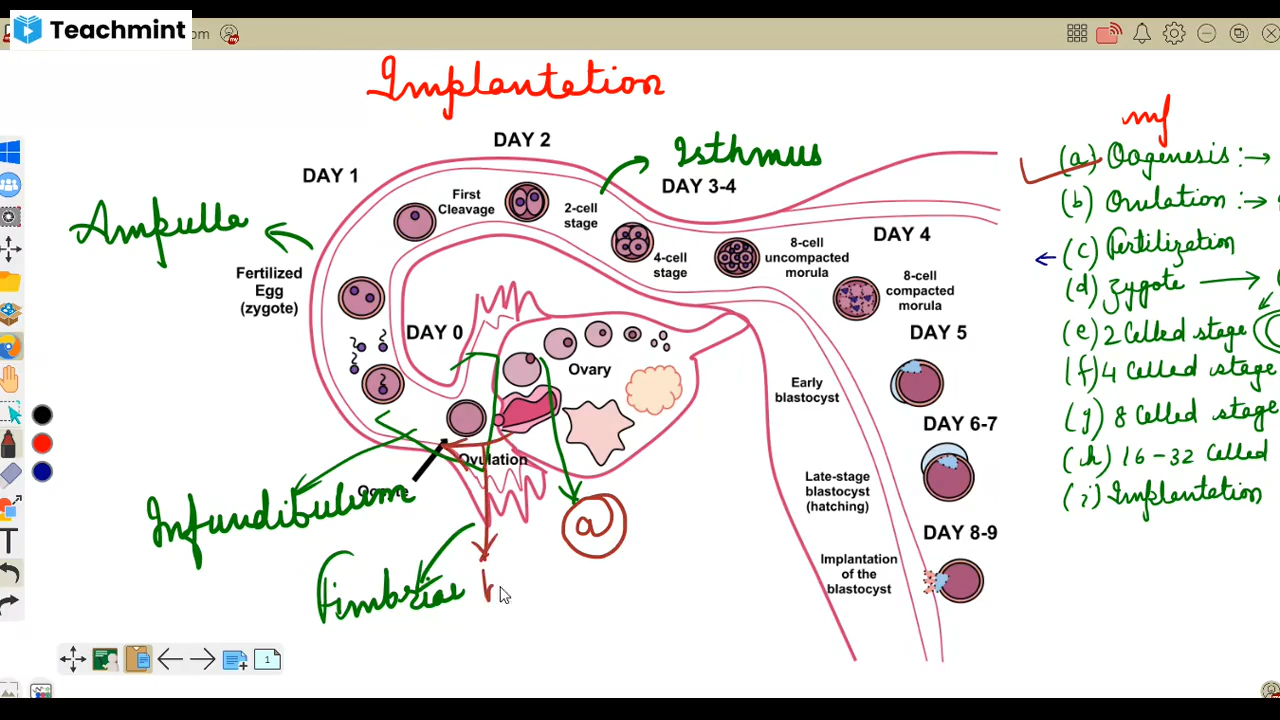 Teachmint
om
Implantation
DAY 2
Isthmus
DAY 1
DAY 3-4
Ampulla
First
Cleavage
2-cell
stage
4-cell
stage
8-cell
uncompacted
morula
DAY 4
8-cell
compacted
morula
Fertilized
Egg
(zygote)
DAY 0
Ovary
DAY 5
Early
blastocyst
DAY 6-7
Ovulation
Late-stage
blastocyst
(hatching)
Infundibulum
a
DAY 8-9
Implantation
of the
blastocyst
Fimbriae
mf
(a) Oogenesis :→
(b) Ovulation :→
(c) Fertilization
(d) zygote →
(e) 2 Celled stage
(f) 4 Celled stage
(g) 8 Celled stage
(h) 16-32 Celled
(i) Implantation
1